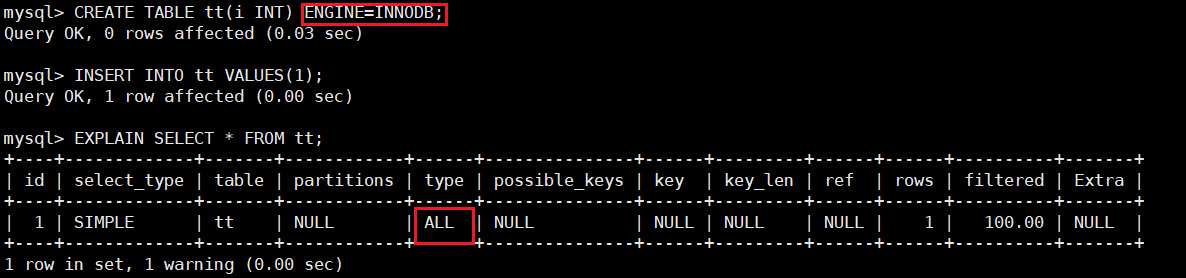 mysql> CREATE TABLE tt(i INT) ENGINE=INNODB;
Query OK, 0 rows affected (0.03 sec)
mysql> INSERT INTO tt VALUES(1);
Query OK, 1 row affected (0.00 sec)
mysql> EXPLAIN SELECT * FROM tt;
+----+-------------+-------+------------+------+---------------+------+---------+------+------+----------+-------+
| id | select_type | table | partitions | type | possible_keys | key  | key_len | ref  | rows | filtered | Extra |
+----+-------------+-------+------------+------+---------------+------+---------+------+------+----------+-------+
|  1 | SIMPLE      | tt    | NULL       | ALL  | NULL          | NULL | NULL    | NULL |    1 |   100.00 | NULL  |
+----+-------------+-------+------------+------+---------------+------+---------+------+------+----------+-------+
1 row in set, 1 warning (0.00 sec)